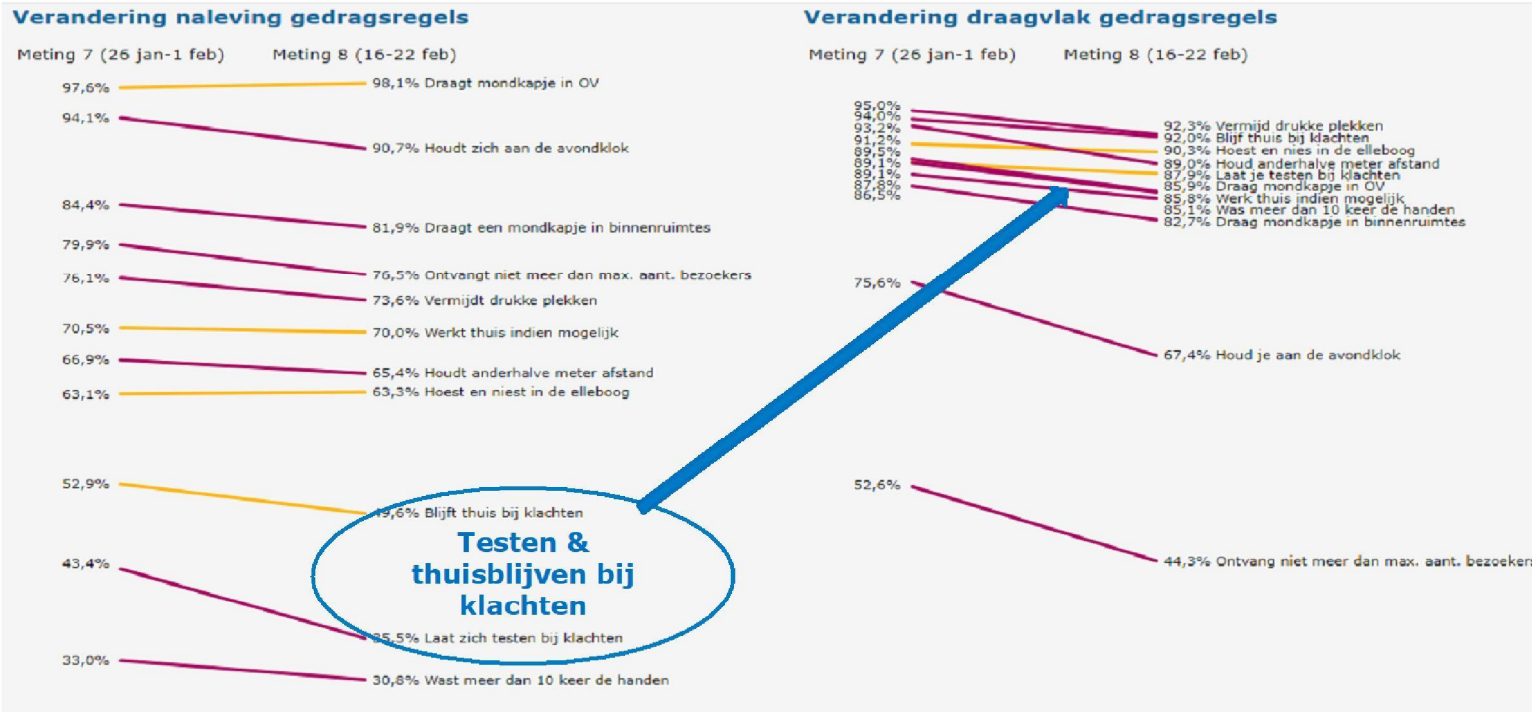 Verandering naleving gedragsregels
Meting 7 (26 jan-1 feb) Meting 8 (16-22 feb)
97,6% 98,1% Draagt mondkapje in OV
94,1% 90,7% Houdt zich aan de avondklok
84,4% 81,9% Draagt een mondkapje in binnenruimtes
79,9% 76,5% Ontvangt niet meer dan max. aant. bezoekers
76,1% 73,6% Vermijdt drukke plekken
70,5% 70,0% Werkt thuis indien mogelijk
66,9% 65,4% Houdt anderhalve meter afstand
63,1% 63,3% Hoest en niest in de elleboog
52,9% 49,6% Blijft thuis bij klachten
Testen &
thuisblijven bij
klachten
43,4% 35,5% Laat zich testen bij klachten
33,0% 30,8% Wast meer dan 10 keer de handen
Verandering draagvlak gedragsregels
Meting 7 (26 jan-1 feb) Meting 8 (16-22 feb)
95,0%
94,0%
93,2%
91,2%
89,5%
89,1%
89,1%
87,8%
86,5%
92,3% Vermijd drukke plekken
92,0% Blijf thuis bij klachten
90,3% Hoest en nies in de elleboog
89,0% Houd anderhalve meter afstand
87,9% Laat je testen bij klachten
85,9% Draag mondkapje in OV
85,8% Werk thuis indien mogelijk
85,1% Was meer dan 10 keer de handen
82,7% Draag mondkapje in binnenruimtes
75,6% 67,4% Houd je aan de avondklok
52,6% 44,3% Ontvang niet meer dan max. aant. bezoekers